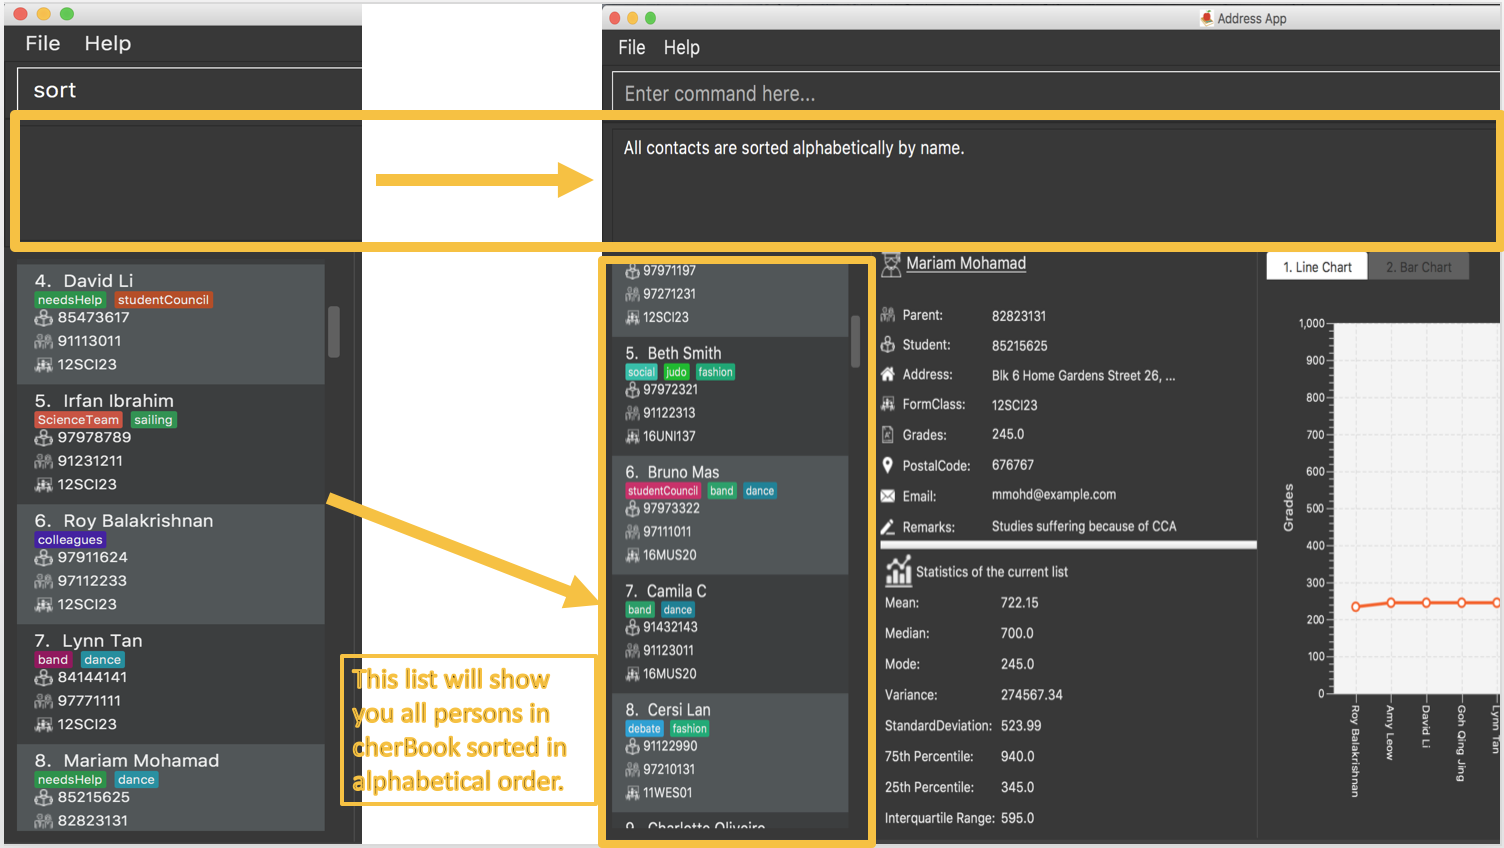 File Help
sort
4. David Li
needsHelp studentCouncil
85473617
91113011
12SCI23
5. Irfan Ibrahim
ScienceTeam sailing
97978789
91231211
12SCI23
6. Roy Balakrishnan
colleagues
97911624
97112233
12SCI23
7. Lynn Tan
band dance
84144141
97771111
12SCI23
8. Mariam Mohamad
needsHelp dance
85215625
82823131
This list will show
you all persons in
cherBook sorted in
alphabetical order.
Address App
File Help
Enter command here...
All contacts are sorted alphabetically by name.
97971197
97271231
12SCI23
5. Beth Smith
social judo fashion
97972321
91122313
16UNI137
6. Bruno Mas
studentCouncil band dance
97973322
97111011
16MUS20
7. Camila C
band dance
91432143
91123011
16MUS20
8. Cersi Lan
debate fashion
91122990
97210131
11WES01
9. Charlotte Oliveiro
Mariam Mohamad
Parent: 82823131
Student: 85215625
Address: Blk 6 Home Gardens Street 26, ...
FormClass: 12SCI23
Grades: 245.0
PostalCode: 676767
Email: mmohd@example.com
Remarks: Studies suffering because of CCA
Statistics of the current list
Mean: 722.15
Median: 700.0
Mode: 245.0
Variance: 274567.34
StandardDeviation: 523.99
75th Percentile: 940.0
25th Percentile: 345.0
Interquartile Range: 595.0
1. Line Chart 2. Bar Chart
Grades
1,000
900
800
700
600
500
400
300
200
100
0
Roy Balakrishnan
Amy Leow
David Li
Goh Qing Jing
Lynn Tan